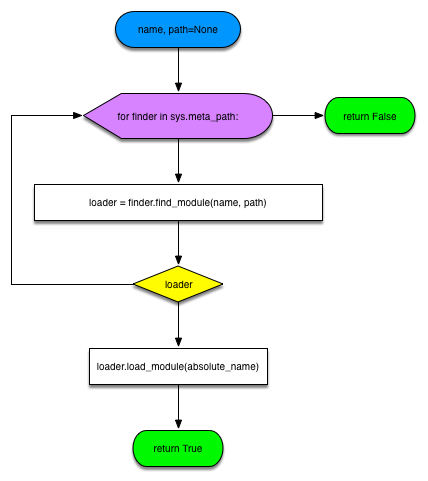 name, path=None
for finder in sys.meta_path:
return False
loader = finder.find_module(name, path)
loader
loader.load_module(absolute_name)
return True